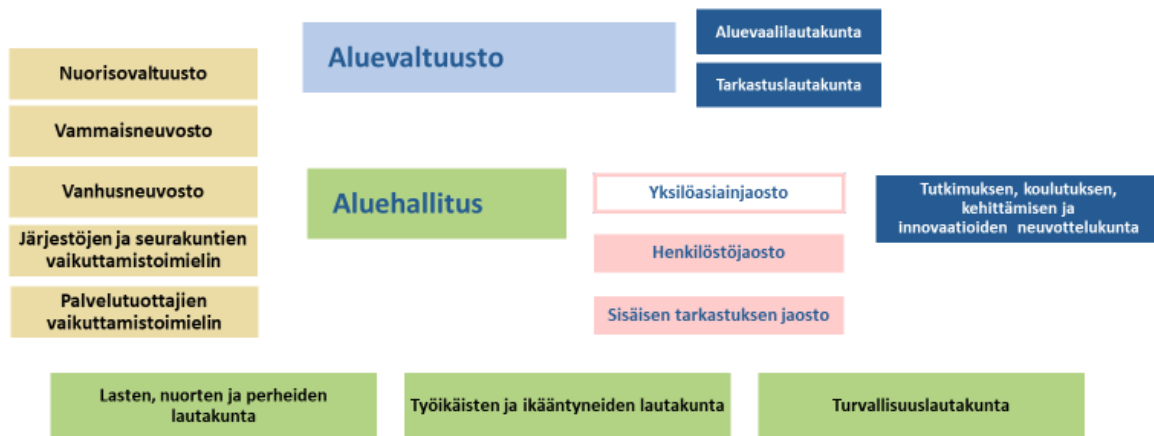 Aluevaltuusto
Aluevaalilautakunta
Tarkastuslautakunta
Nuorisovaltuusto
Vammaisneuvosto
Vanhusneuvosto
Järjestöjen ja seurakuntien
vaikuttamistoimielin
Palvelutuottajien
vaikuttamistoimielin
Aluehallitus
Yksilöasiainjaosto
Henkilöstöjaosto
Sisäisen tarkastuksen jaosto
Tutkimuksen, koulutuksen,
kehittämisen ja
innovaatioiden neuvottelukunta
Lasten, nuorten ja perheiden
lautakunta
Työikäisten ja ikääntyneiden lautakunta
Turvallisuuslautakunta